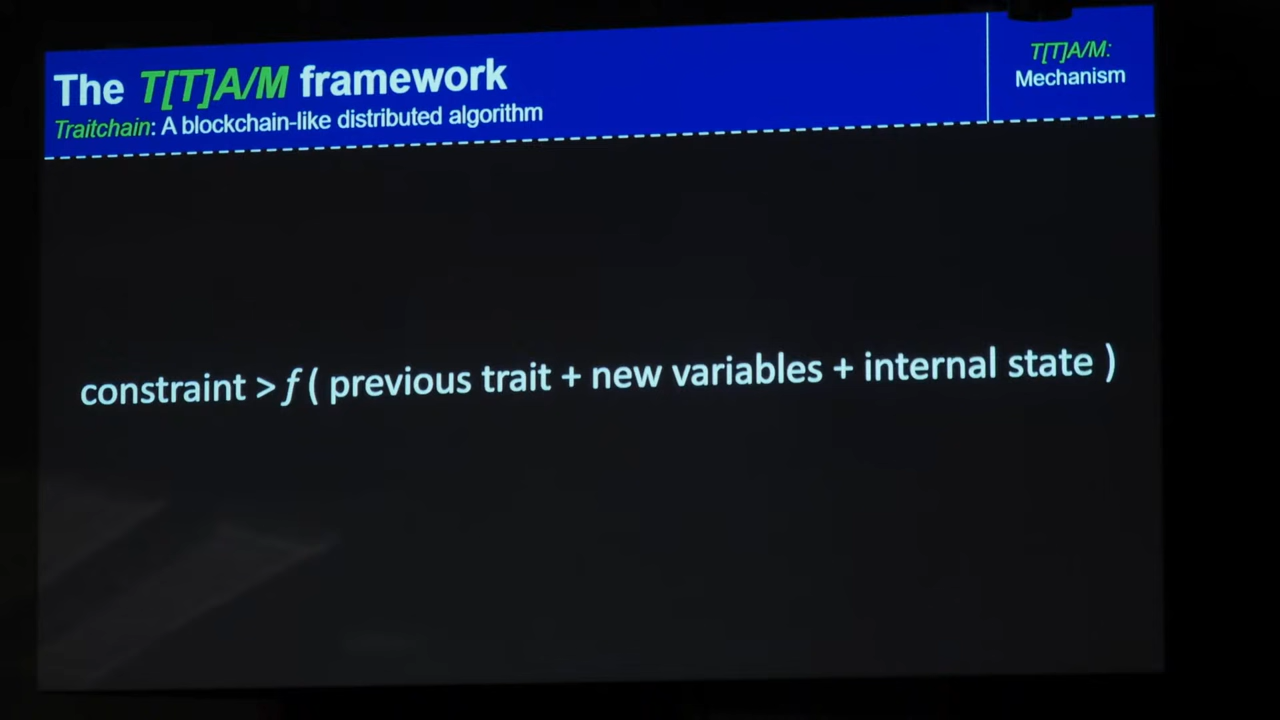 The T[T]A/M framework
Traitchain: A blockchain-like distributed algorithm
T[T]A/M:
Mechanism
constraint > f ( previous trait + new variables + internal state )